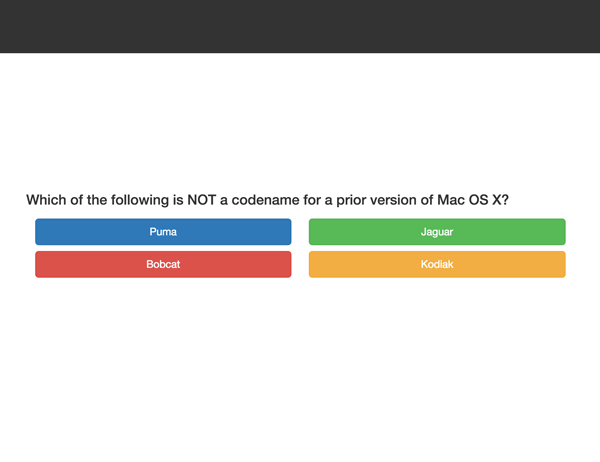 Which of the following is NOT a codename for a prior version of Mac OS X?
Puma
Jaguar
Bobcat
Kodiak